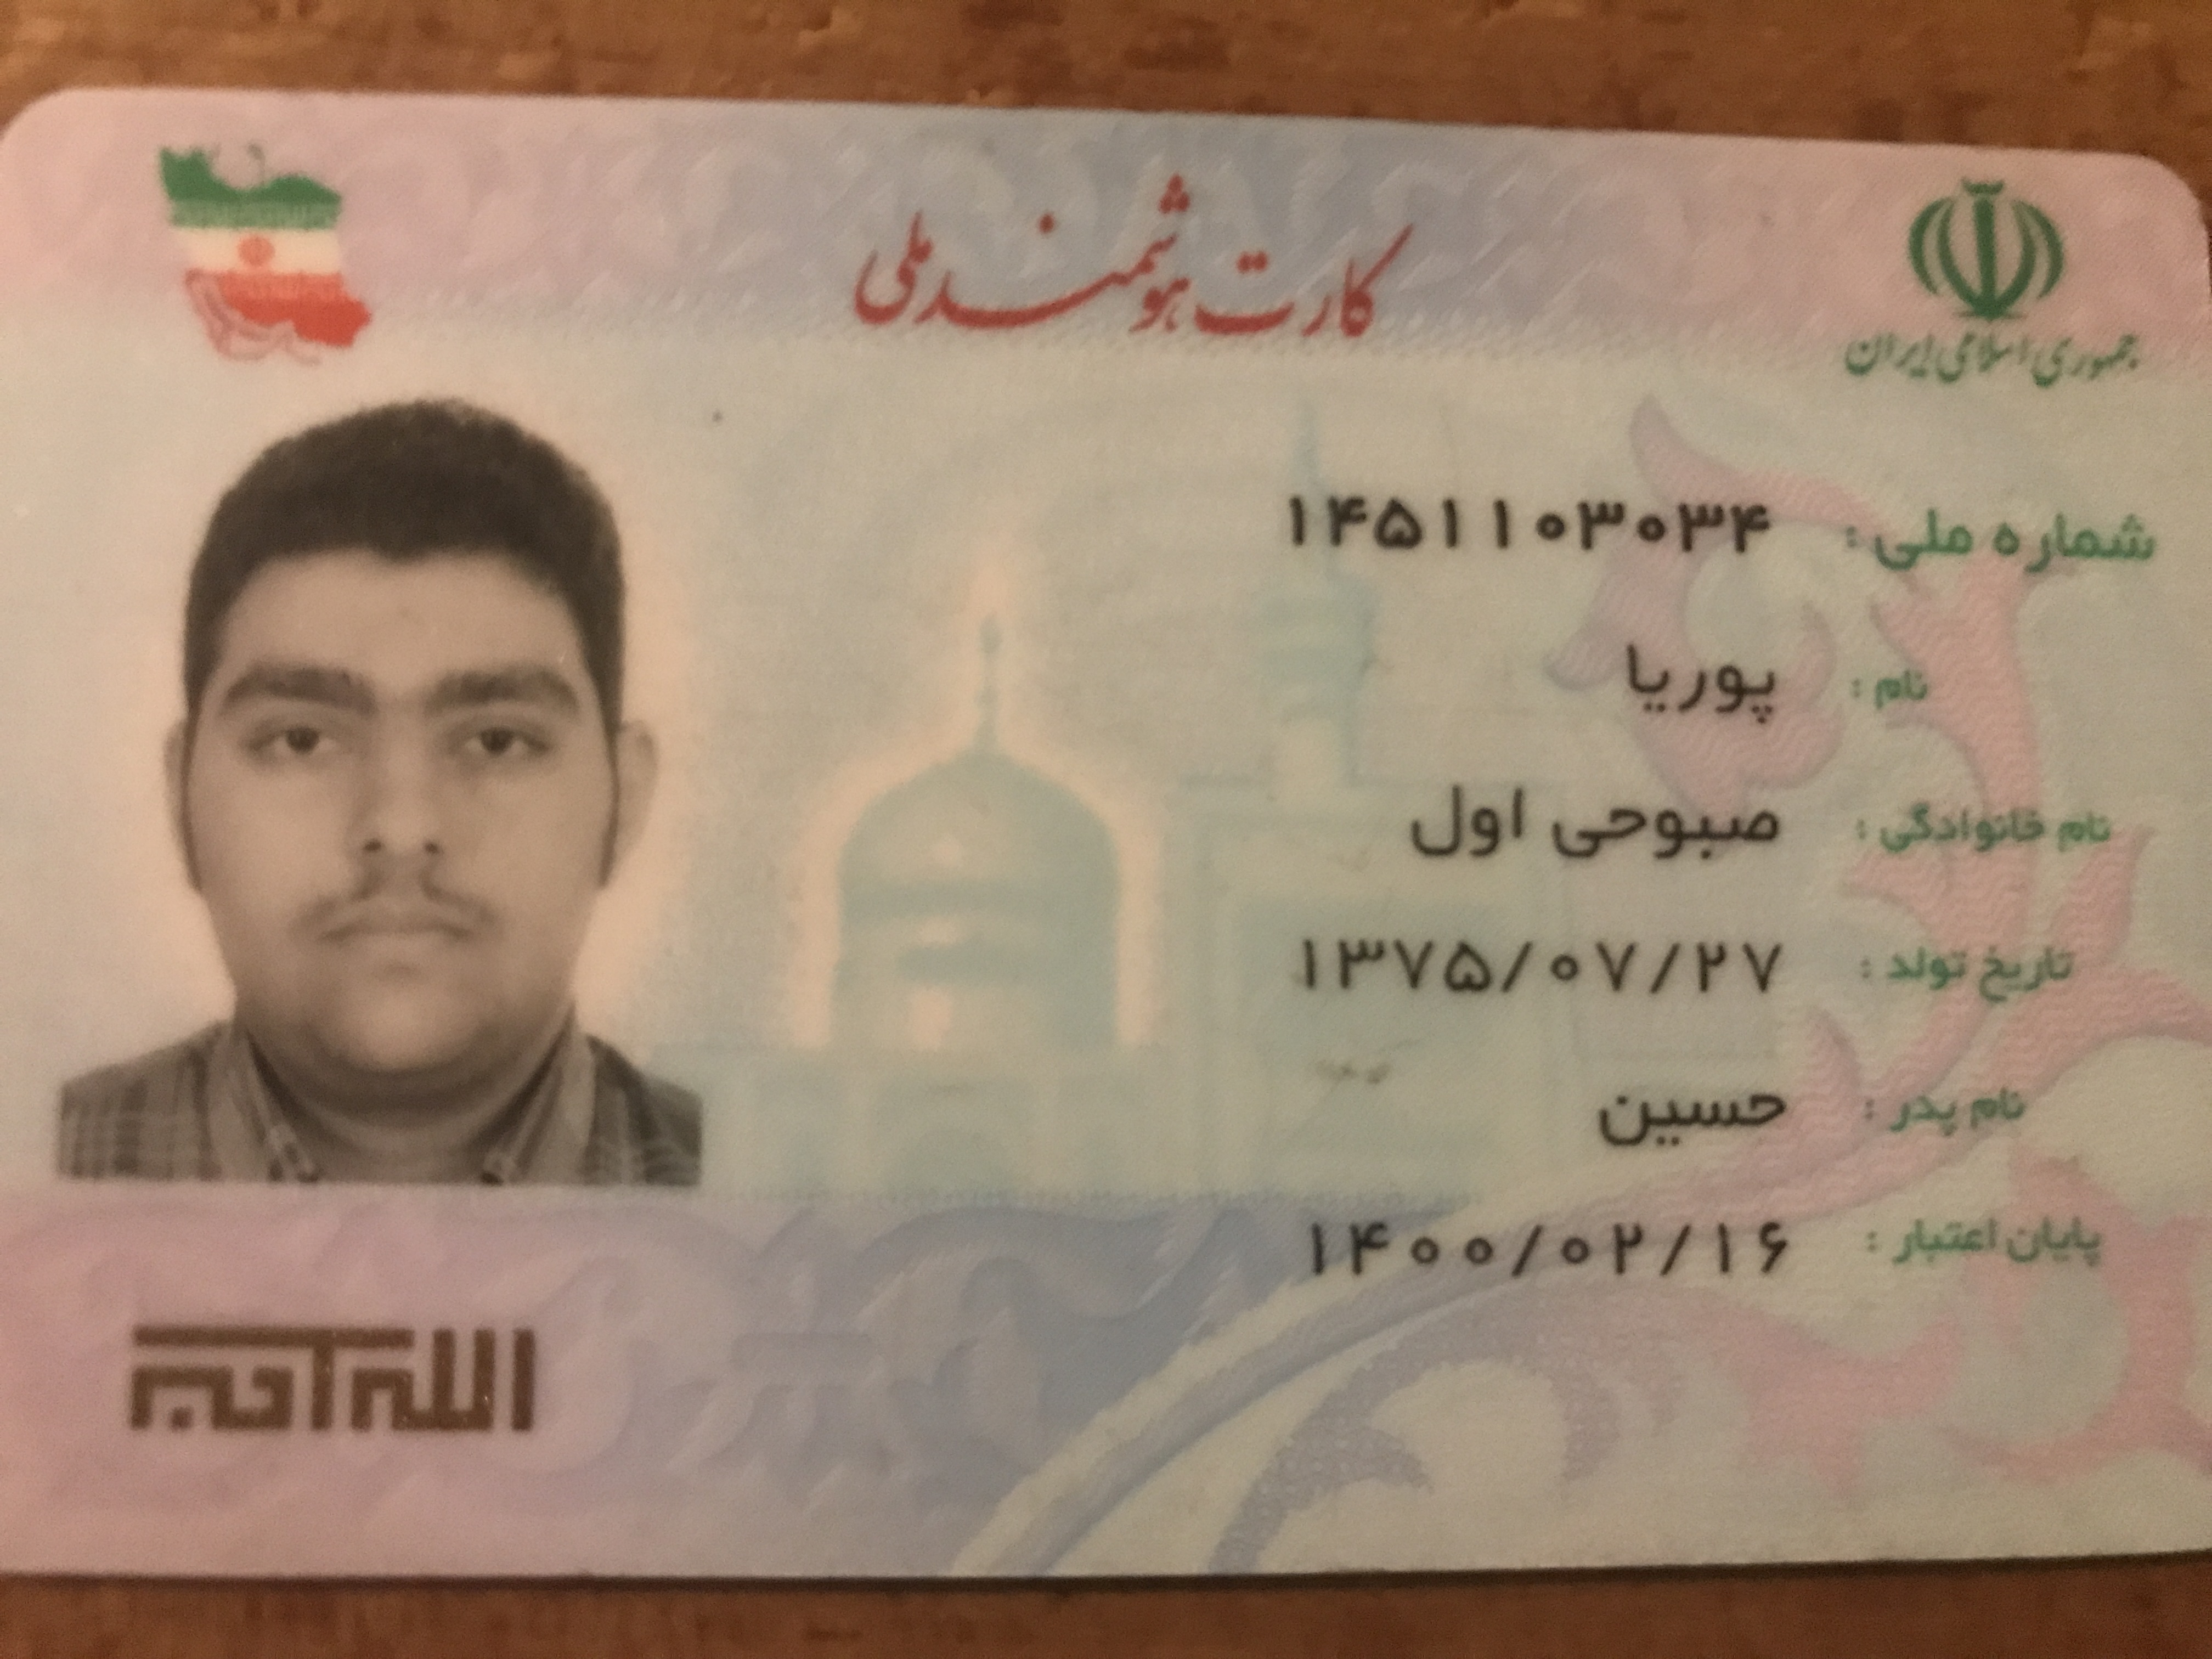 کارت هوشمند ملی
جمهوری اسلامی ایران
شماره ملی : ۱۴۵۱۱۰۳۰۳۴
نام : پوریا
نام خانوادگی : صبوحی اول
تاریخ تولد : ۱۳۷۵/۰۷/۲۷
نام پدر : حسین
پایان اعتبار : ۱۴۰۰/۰۲/۱۶
الله اکبر